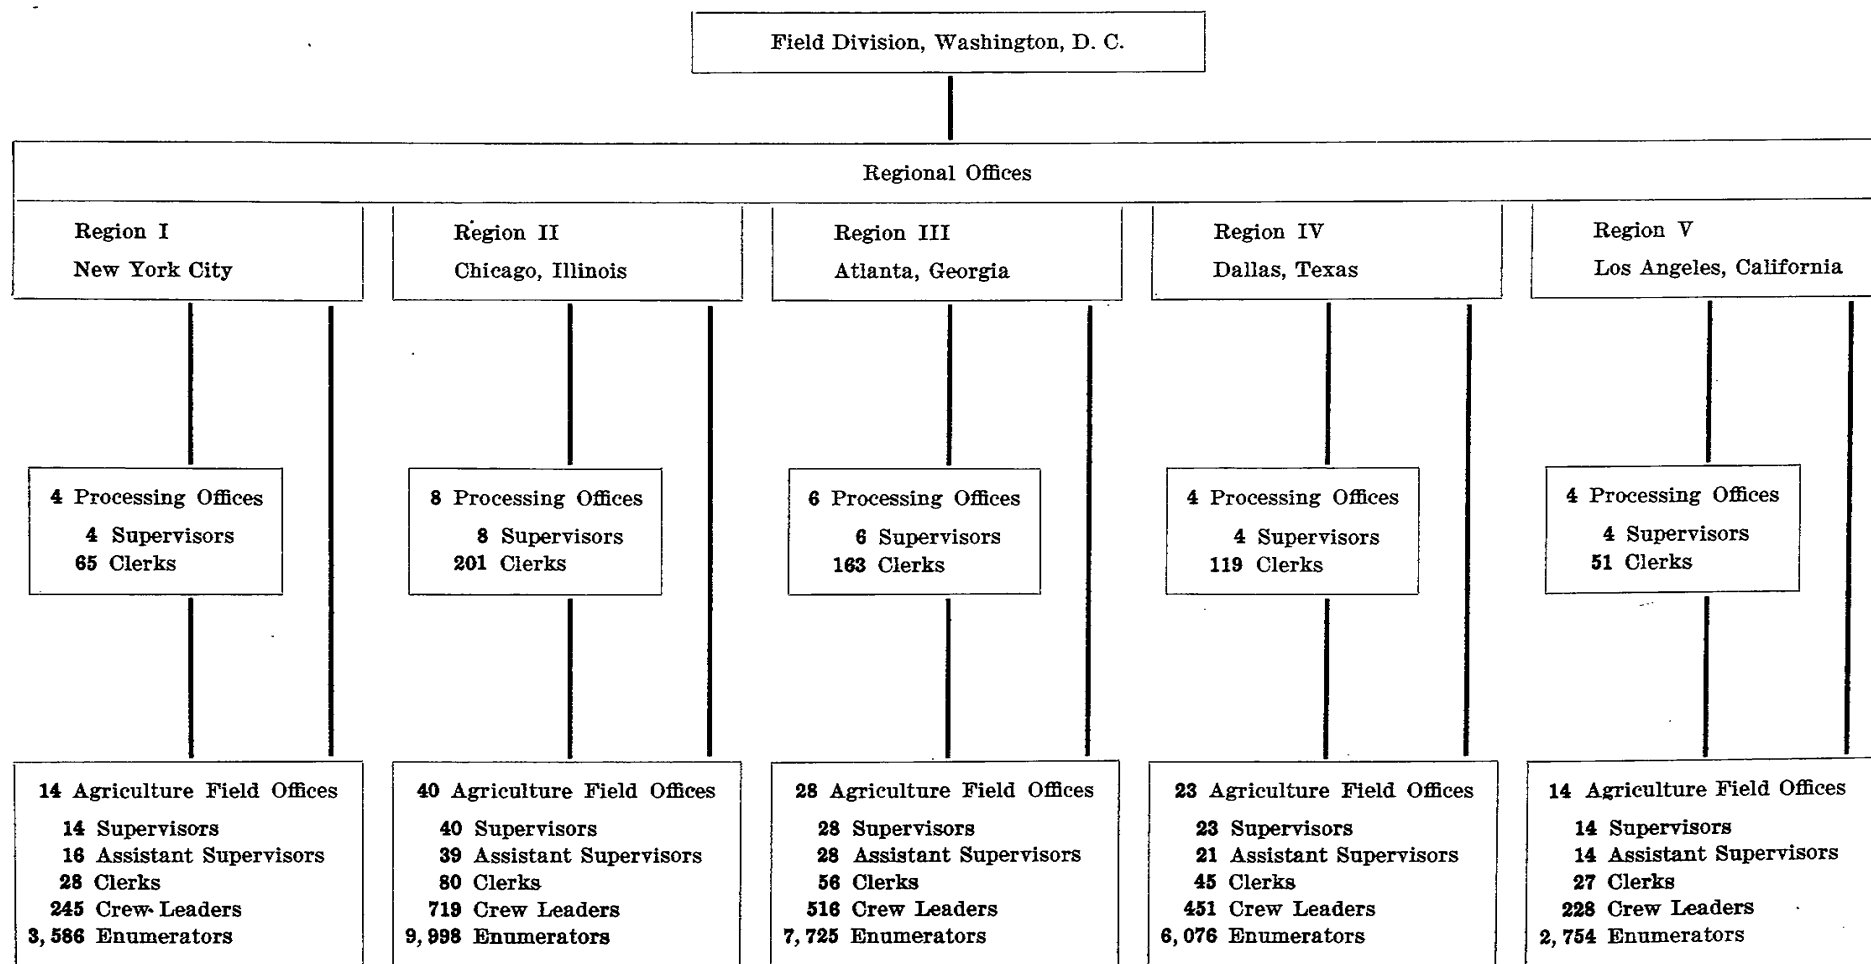 Field Division, Washington, D. C.
Regional Offices
Region I
New York City
Region II
Chicago, Illinois
Region III
Atlanta, Georgia
Region IV
Dallas, Texas
Region V
Los Angeles, California
4 Processing Offices
4 Supervisors
65 Clerks
8 Processing Offices
8 Supervisors
201 Clerks
6 Processing Offices
6 Supervisors
163 Clerks
4 Processing Offices
4 Supervisors
119 Clerks
4 Processing Offices
4 Supervisors
51 Clerks
14 Agriculture Field Offices
14 Supervisors
16 Assistant Supervisors
28 Clerks
245 Crew Leaders
3,586 Enumerators
40 Agriculture Field Offices
40 Supervisors
39 Assistant Supervisors
80 Clerks
719 Crew Leaders
9,998 Enumerators
28 Agriculture Field Offices
28 Supervisors
28 Assistant Supervisors
56 Clerks
516 Crew Leaders
7,725 Enumerators
23 Agriculture Field Offices
23 Supervisors
21 Assistant Supervisors
45 Clerks
451 Crew Leaders
6,076 Enumerators
14 Agriculture Field Offices
14 Supervisors
14 Assistant Supervisors
27 Clerks
228 Crew Leaders
2,754 Enumerators